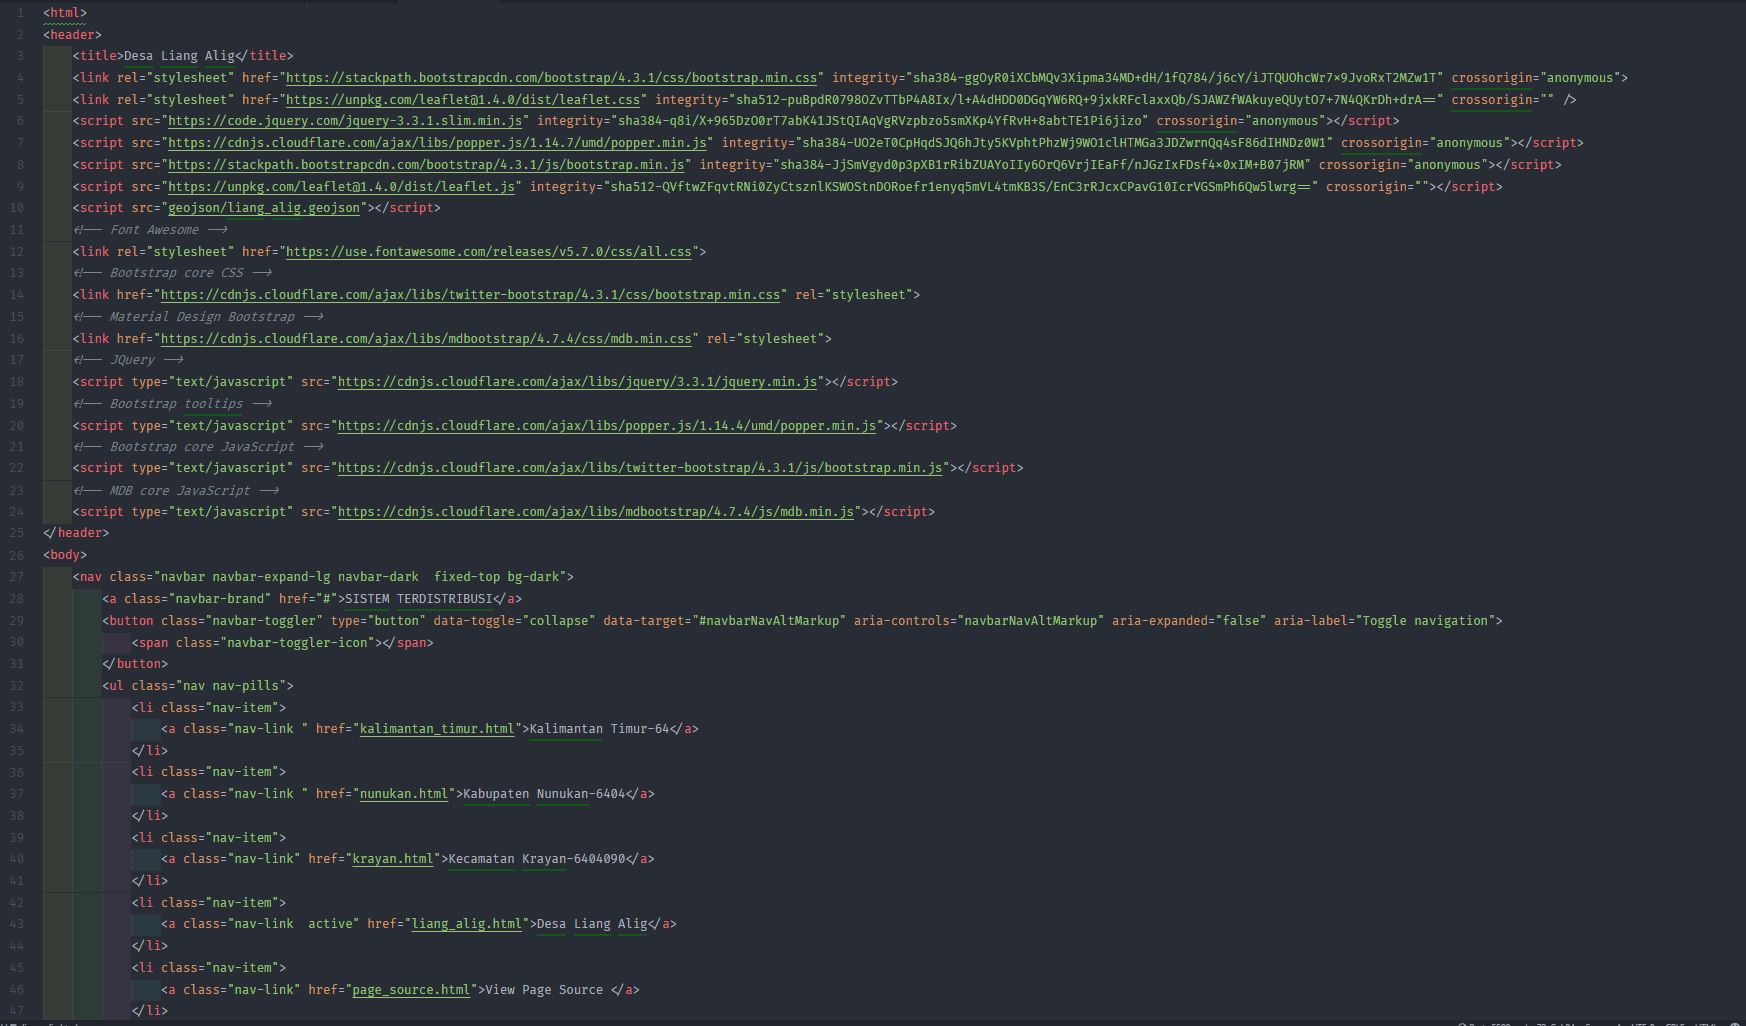 1 <html>
2 <header>
3 <title>Desa Liang Alig</title>
4 <link rel="stylesheet" href="https://stackpath.bootstrapcdn.com/bootstrap/4.3.1/css/bootstrap.min.css" integrity="sha384-ggOyR0iXCbMQv3Xipma34MD+dH/1fQ784/j6cY/iJTQUOhcWr7x9JvoRxT2MZw1T" crossorigin="anonymous">
5 <link rel="stylesheet" href="https://unpkg.com/leaflet@1.4.0/dist/leaflet.css" integrity="sha512-puBpdR0798OZvTTbP4A8Ix/l+A4dHDD0DGqYW6RQ+9jxkRFclaxxQb/SJAWZfWAkuyeQUytO7+7N4QKrDh+drA==" crossorigin="" />
6 <script src="https://code.jquery.com/jquery-3.3.1.slim.min.js" integrity="sha384-q8i/X+965DzO0rT7abK41JStQIAqVgRVzpbzo5smXKp4YfRvH+8abtTE1Pi6jizo" crossorigin="anonymous"></script>
7 <script src="https://cdnjs.cloudflare.com/ajax/libs/popper.js/1.14.7/umd/popper.min.js" integrity="sha384-UO2eT0CpHqdSJQ6hJty5KVphtPhzWj9WO1clHTMGa3JDZwrnQq4sF86dIHNDz0W1" crossorigin="anonymous"></script>
8 <script src="https://stackpath.bootstrapcdn.com/bootstrap/4.3.1/js/bootstrap.min.js" integrity="sha384-JjSmVgyd0p3pXB1rRibZUAYoIIy6OrQ6VrjIEaFf/nJGzIxFDsf4x0xIM+B07jRM" crossorigin="anonymous"></script>
9 <script src="https://unpkg.com/leaflet@1.4.0/dist/leaflet.js" integrity="sha512-QVftwZFqvtRNi0ZyCtsznlKSWOStnDORoefr1enyq5mVL4tmKB3S/EnC3rRJcxCPavG10IcrVGSmPh6Qw5lwrg==" crossorigin=""></script>
10 <script src="geojson/liang_alig.geojson"></script>
11 <!-- Font Awesome -->
12 <link rel="stylesheet" href="https://use.fontawesome.com/releases/v5.7.0/css/all.css">
13 <!-- Bootstrap core CSS -->
14 <link href="https://cdnjs.cloudflare.com/ajax/libs/twitter-bootstrap/4.3.1/css/bootstrap.min.css" rel="stylesheet">
15 <!-- Material Design Bootstrap -->
16 <link href="https://cdnjs.cloudflare.com/ajax/libs/mdbootstrap/4.7.4/css/mdb.min.css" rel="stylesheet">
17 <!-- JQuery -->
18 <script type="text/javascript" src="https://cdnjs.cloudflare.com/ajax/libs/jquery/3.3.1/jquery.min.js"></script>
19 <!-- Bootstrap tooltips -->
20 <script type="text/javascript" src="https://cdnjs.cloudflare.com/ajax/libs/popper.js/1.14.4/umd/popper.min.js"></script>
21 <!-- Bootstrap core JavaScript -->
22 <script type="text/javascript" src="https://cdnjs.cloudflare.com/ajax/libs/twitter-bootstrap/4.3.1/js/bootstrap.min.js"></script>
23 <!-- MDB core JavaScript -->
24 <script type="text/javascript" src="https://cdnjs.cloudflare.com/ajax/libs/mdbootstrap/4.7.4/js/mdb.min.js"></script>
25 </header>
26 <body>
27 <nav class="navbar navbar-expand-lg navbar-dark  fixed-top bg-dark">
28 <a class="navbar-brand" href="#">SISTEM TERDISTRIBUSI</a>
29 <button class="navbar-toggler" type="button" data-toggle="collapse" data-target="#navbarNavAltMarkup" aria-controls="navbarNavAltMarkup" aria-expanded="false" aria-label="Toggle navigation">
30 <span class="navbar-toggler-icon"></span>
31 </button>
32 <ul class="nav nav-pills">
33 <li class="nav-item">
34 <a class="nav-link " href="kalimantan_timur.html">Kalimantan Timur-64</a>
35 </li>
36 <li class="nav-item">
37 <a class="nav-link " href="nunukan.html">Kabupaten Nunukan-6404</a>
38 </li>
39 <li class="nav-item">
40 <a class="nav-link" href="krayan.html">Kecamatan Krayan-6404090</a>
41 </li>
42 <li class="nav-item">
43 <a class="nav-link  active" href="liang_alig.html">Desa Liang Alig</a>
44 </li>
45 <li class="nav-item">
46 <a class="nav-link" href="page_source.html">View Page Source </a>
47 </li>